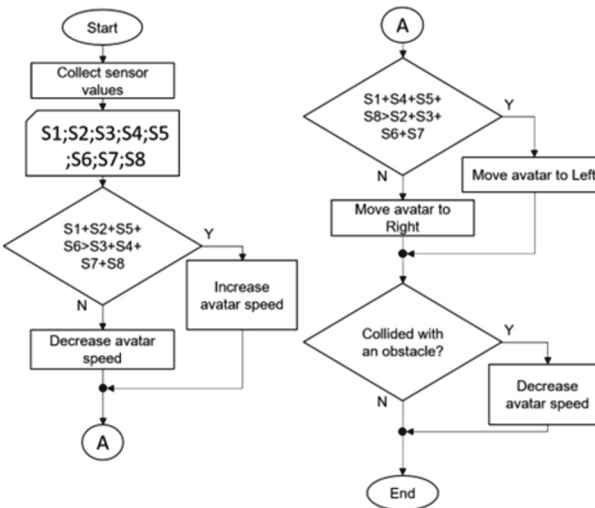 Start
Collect sensor
values
S1;S2;S3;S4;S5
;S6;S7;S8
S1+S2+S5+
S6>S3+S4+
S7+S8
Y
N
Increase
avatar speed
Decrease avatar
speed
A
A
S1+S4+S5+
S8>S2+S3+
S6+S7
Y
N
Move avatar to Left
Move avatar to
Right
Collided with
an obstacle?
Y
N
Decrease
avatar speed
End